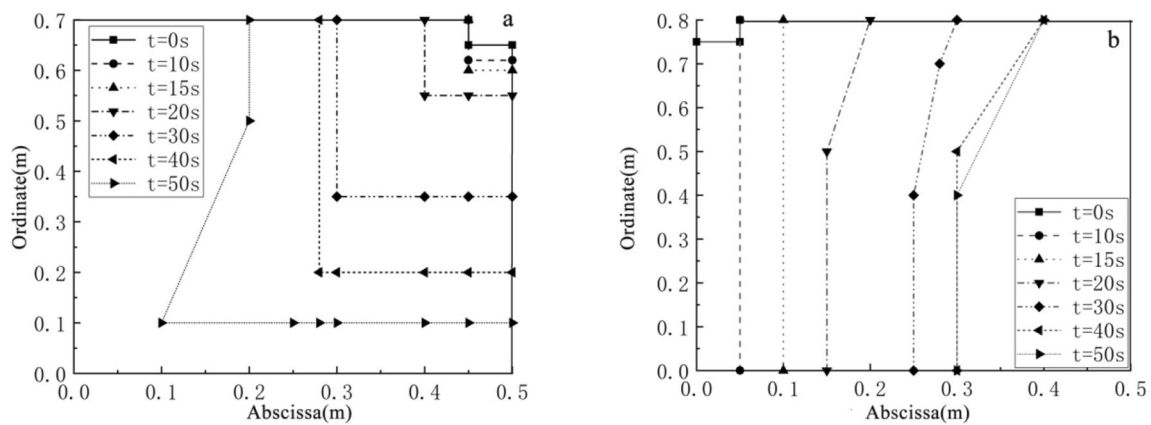 a
0.7
0.6
0.5
0.4
0.3
0.2
0.1
0.0
Ordinate(m)
t=0s
t=10s
t=15s
t=20s
t=30s
t=40s
t=50s
0.0 0.1 0.2 0.3 0.4 0.5
Abscissa(m)
b
0.8
0.7
0.6
0.5
0.4
0.3
0.2
0.1
0.0
Ordinate(m)
t=0s
t=10s
t=15s
t=20s
t=30s
t=40s
t=50s
0.0 0.1 0.2 0.3 0.4 0.5
Abscissa(m)